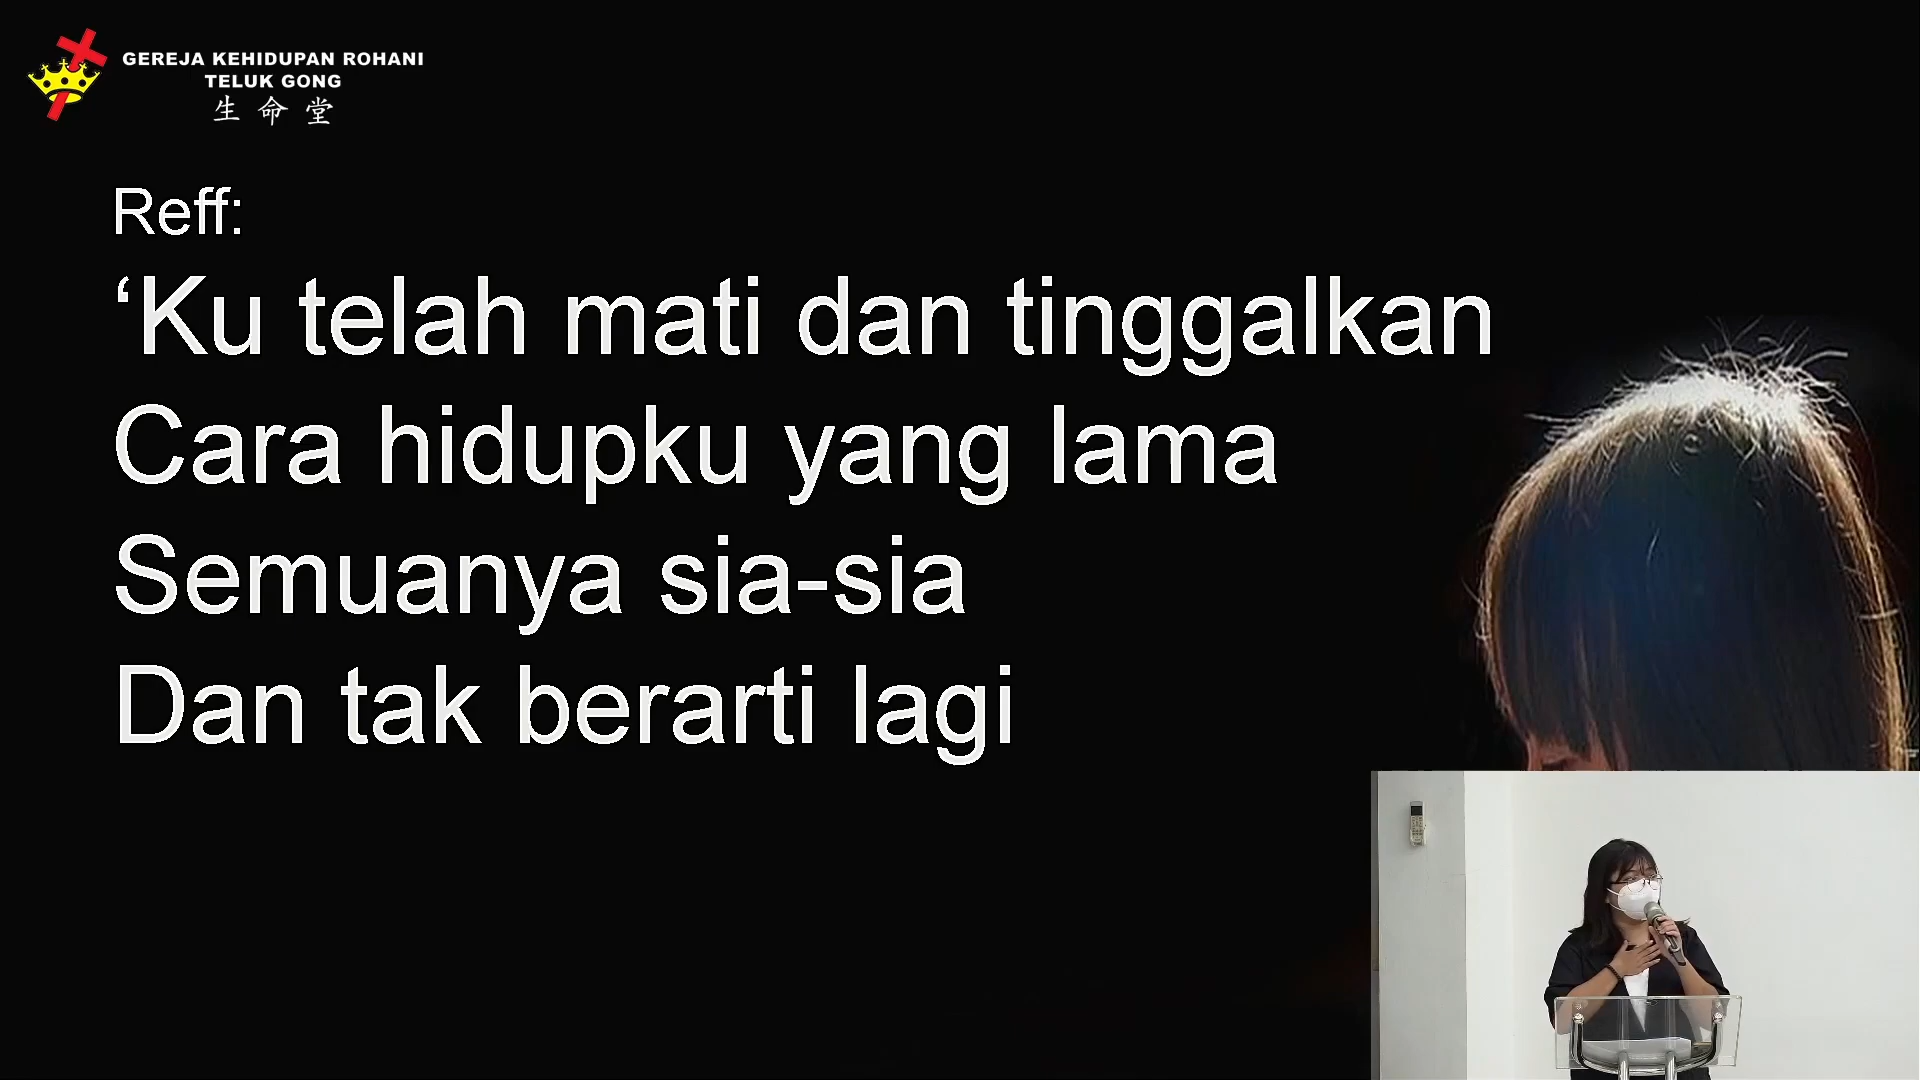 GEREJA KEHIDUPAN ROHANI
TELUK GONG
生命堂
Reff:
‘Ku telah mati dan tinggalkan
Cara hidupku yang lama
Semuanya sia-sia
Dan tak berarti lagi